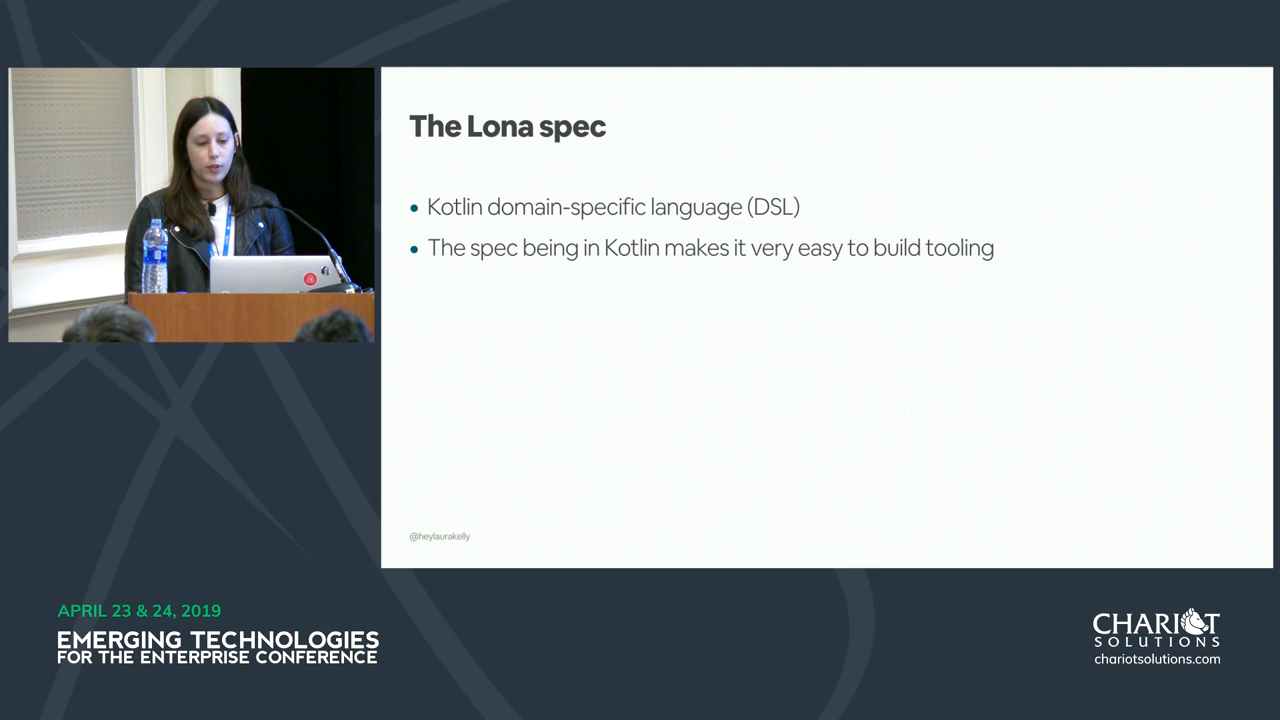 The Lona spec
• Kotlin domain-specific language (DSL)
• The spec being in Kotlin makes it very easy to build tooling
@heylaurakelly
APRIL 23 & 24, 2019
EMERGING TECHNOLOGIES
FOR THE ENTERPRISE CONFERENCE
CHARIOT
SOLUTIONS
chariotsolutions.com